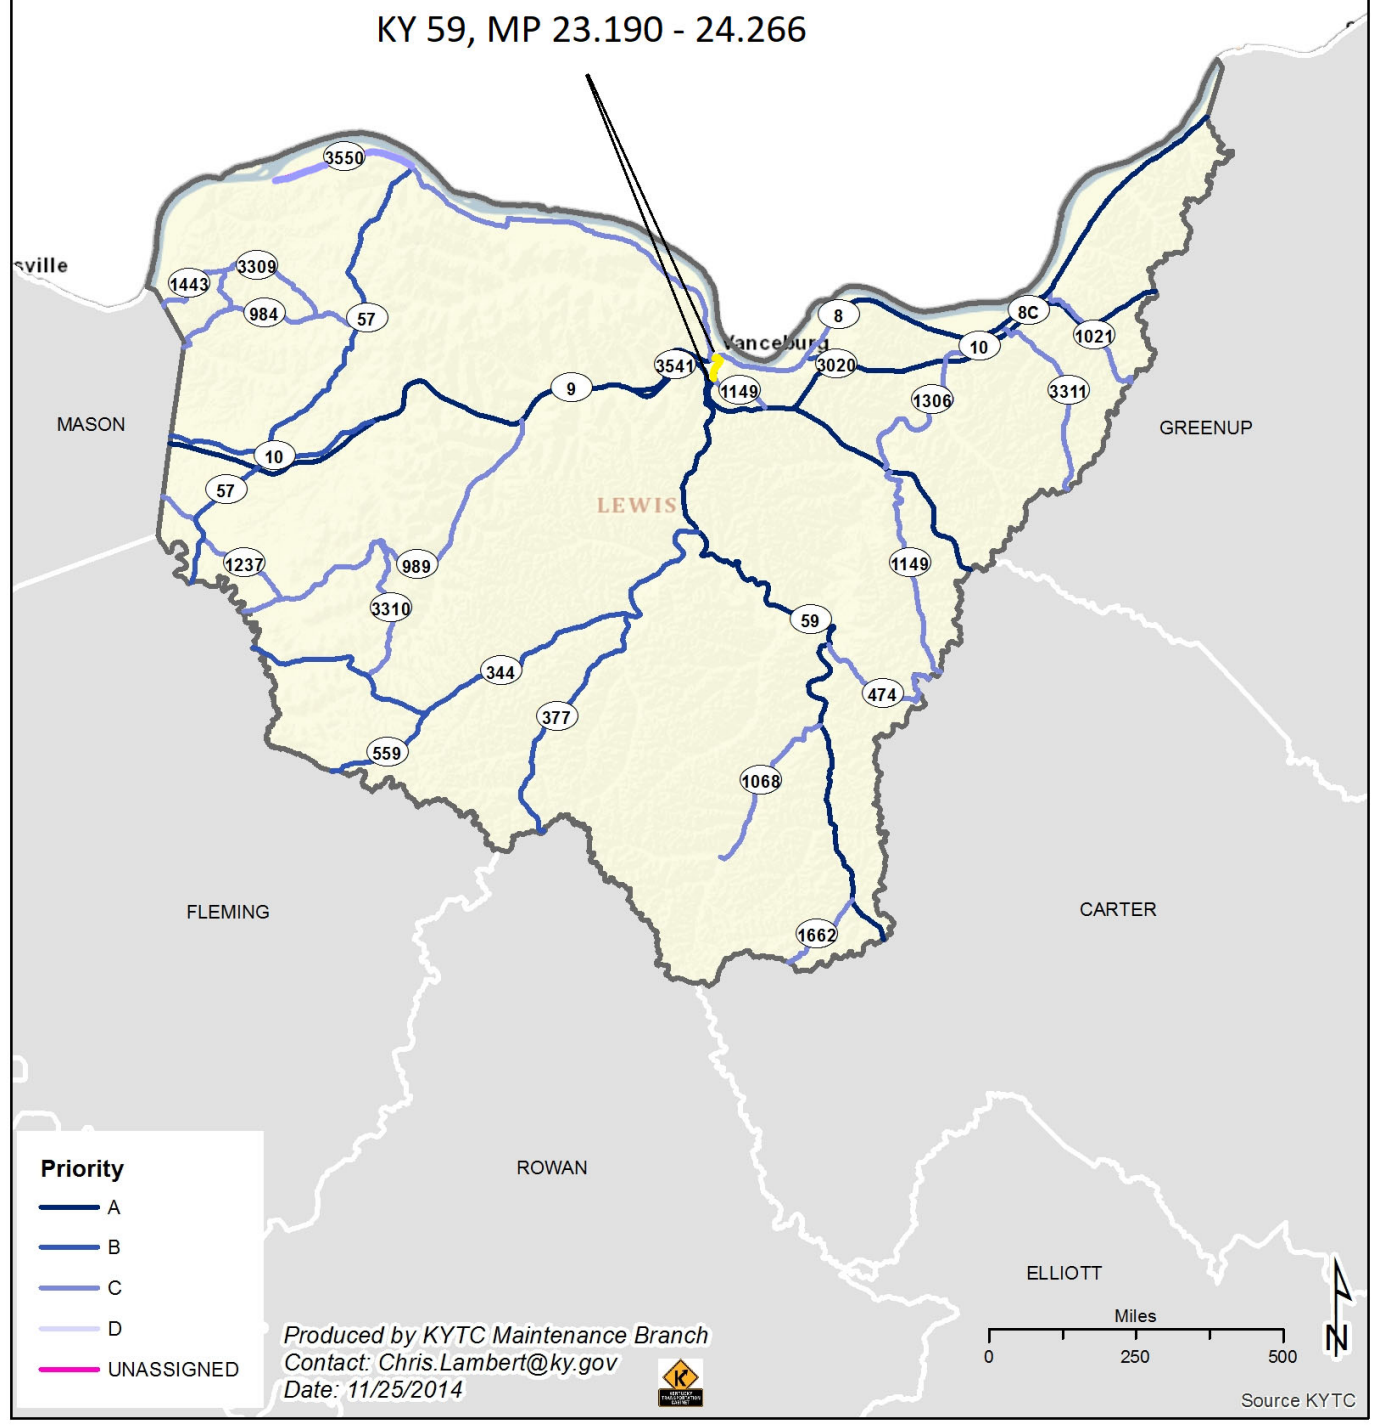 KY 59, MP 23.190 - 24.266
3550
sville
3309
1443
984
57
8
8C
10
1021
Vanceburg
3541
3020
9
1149
1306
3311
MASON
GREENUP
10
57
LEWIS
1237
989
1149
3310
59
344
474
377
559
1068
FLEMING
CARTER
1662
ROWAN
ELLIOTT
Priority
A
B
C
D
UNASSIGNED
Produced by KYTC Maintenance Branch
Contact: Chris.Lambert@ky.gov
Date: 11/25/2014
K
KENTUCKY
TRANSPORTATION
CABINET
Miles
0 250 500
N
Source KYTC